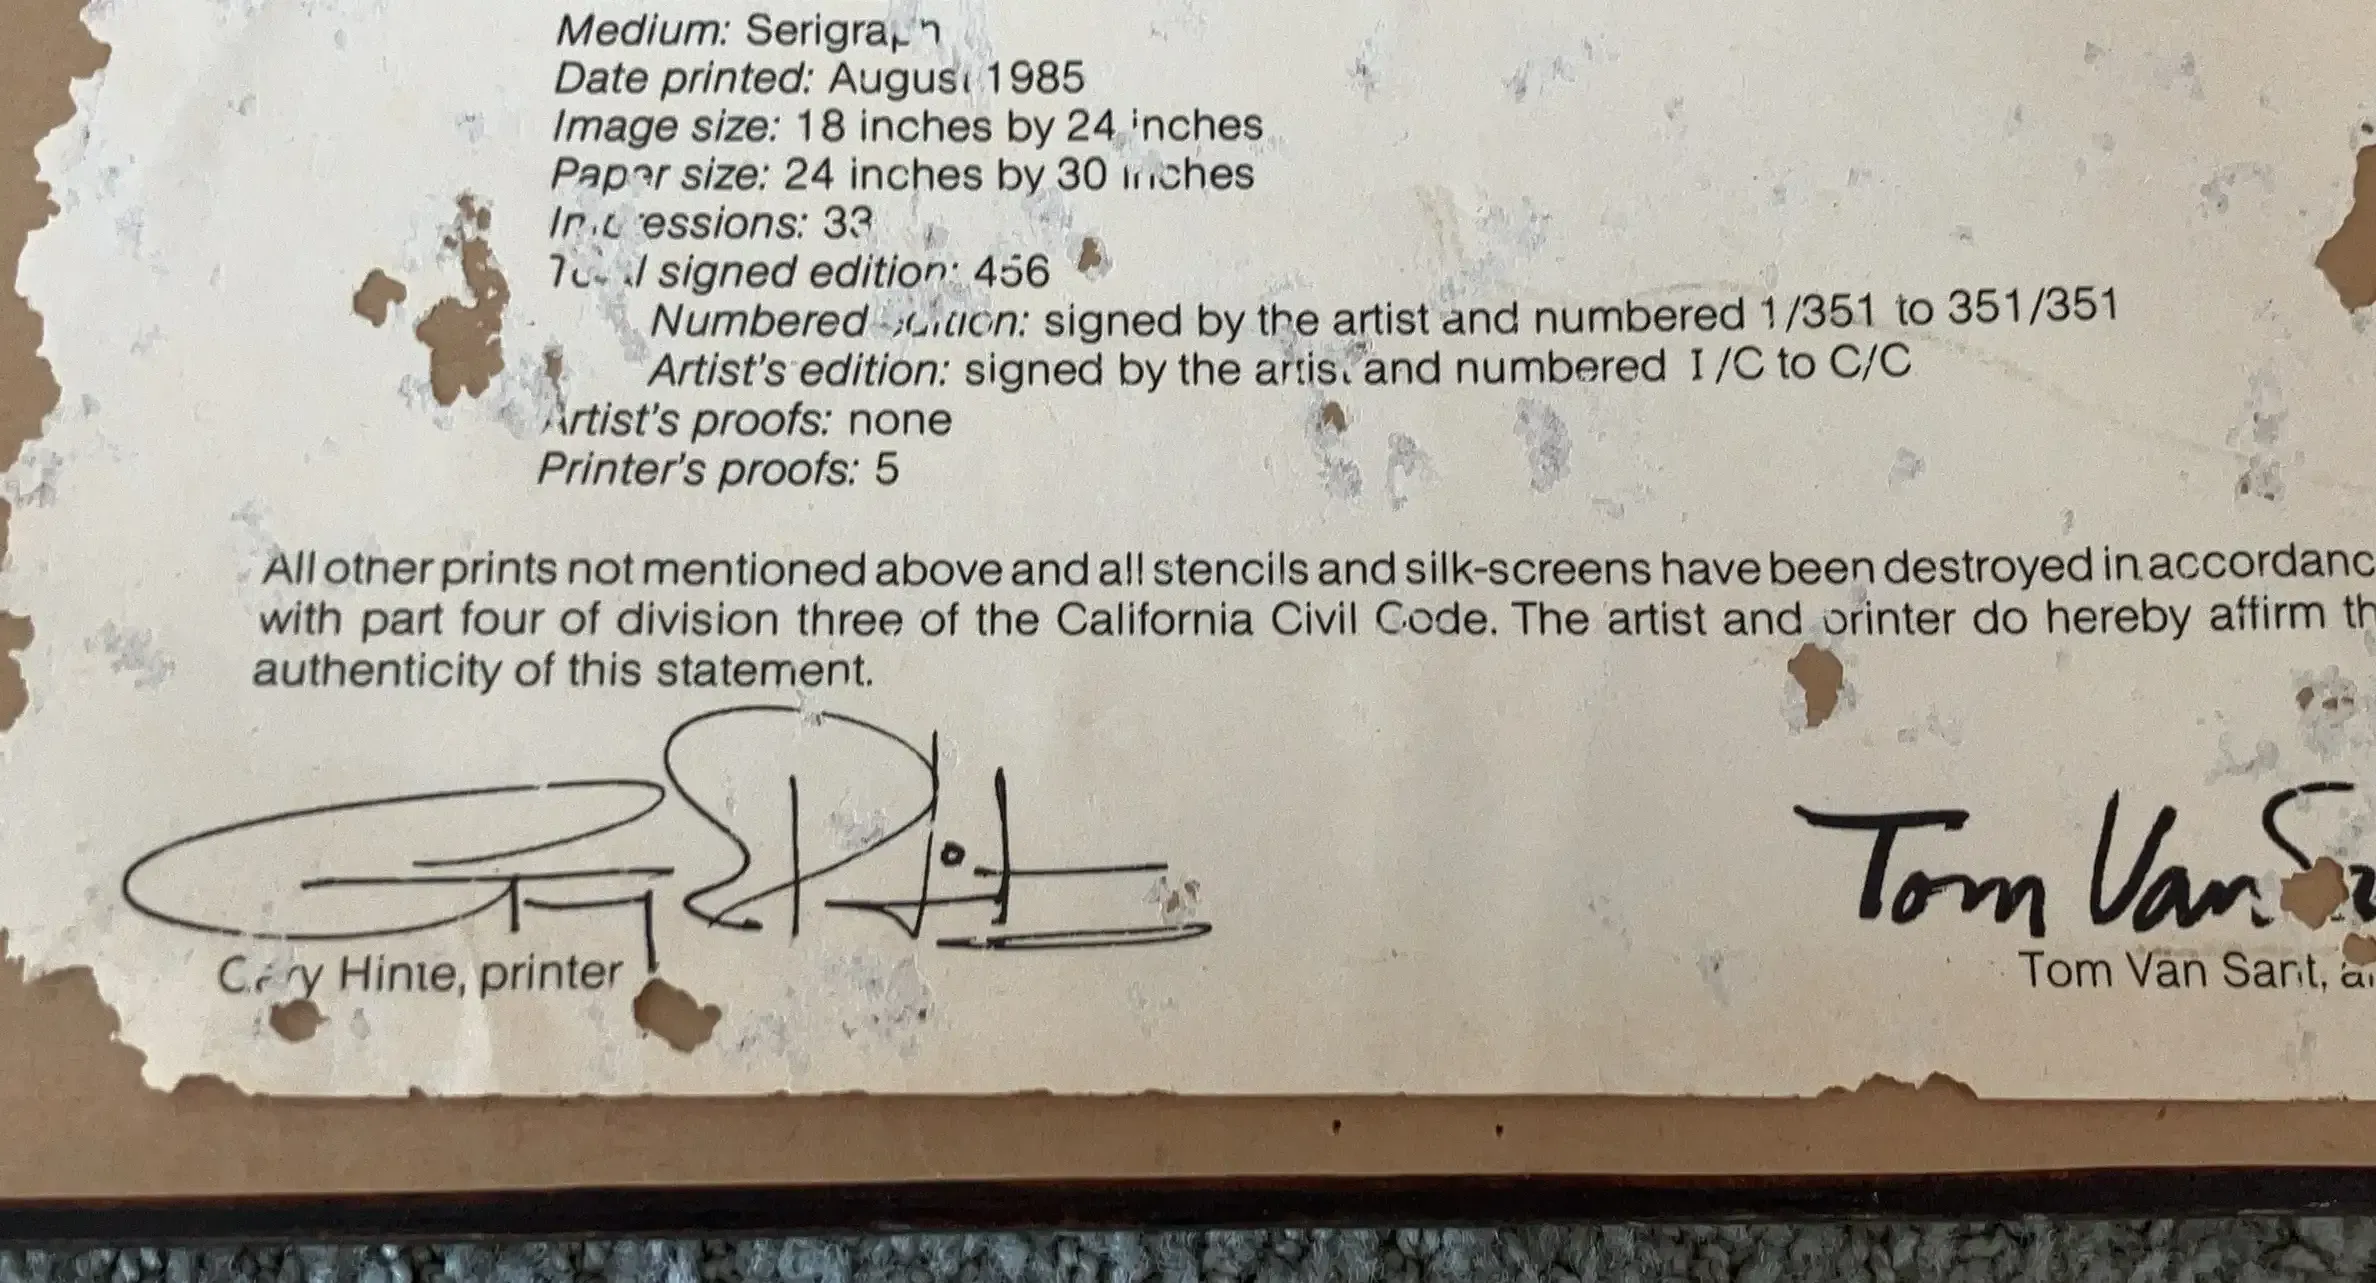 Medium: Serigraph
Date printed: August 1985
Image size: 18 inches by 24 inches
Paper size: 24 inches by 30 inches
Impressions: 33
Total signed edition: 456
Numbered edition: signed by the artist and numbered 1/351 to 351/351
Artist's edition: signed by the artist and numbered I/C to C/C
Artist's proofs: none
Printer's proofs: 5
All other prints not mentioned above and all stencils and silk-screens have been destroyed in accordanc
with part four of division three of the California Civil Code. The artist and printer do hereby affirm th
authenticity of this statement.
Tom Van
Hinte, printer
Tom Van Sant,